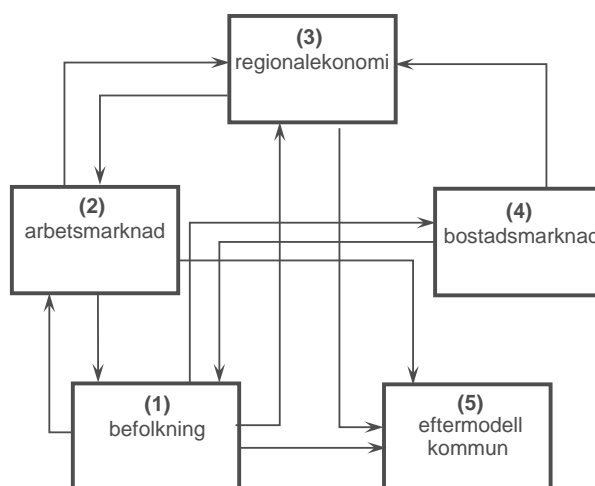 (3)
regionalekonomi
(2)
arbetsmarknad
(4)
bostadsmarknad
(1)
befolkning
(5)
eftermodell
kommun